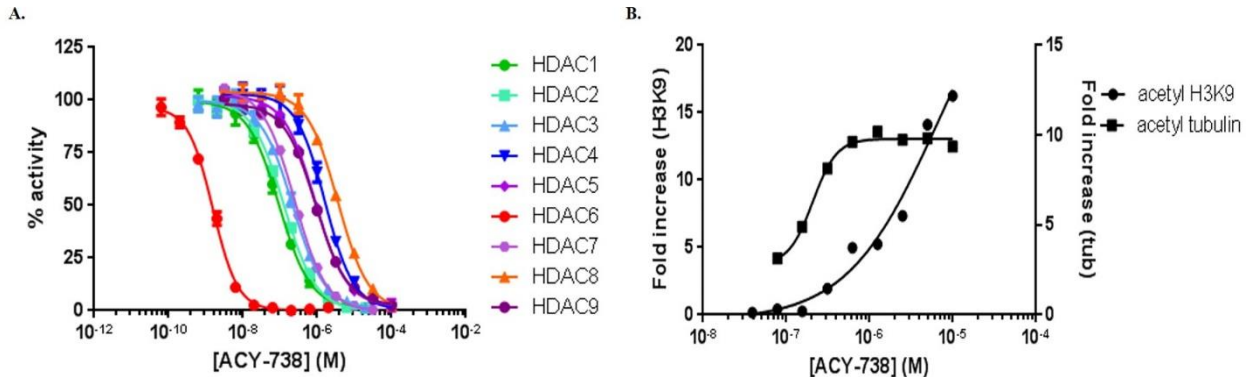 A.
B.
125
100
75
50
25
0
% activity
10-12
10-10
10-8
10-6
10-4
10-2
[ACY-738] (M)
HDAC1
HDAC2
HDAC3
HDAC4
HDAC5
HDAC6
HDAC7
HDAC8
HDAC9
20
15
10
5
0
Fold increase (H3K9)
10-8
10-7
10-6
10-5
10-4
[ACY-738] (M)
15
10
5
0
Fold increase (tub)
acetyl H3K9
acetyl tubulin